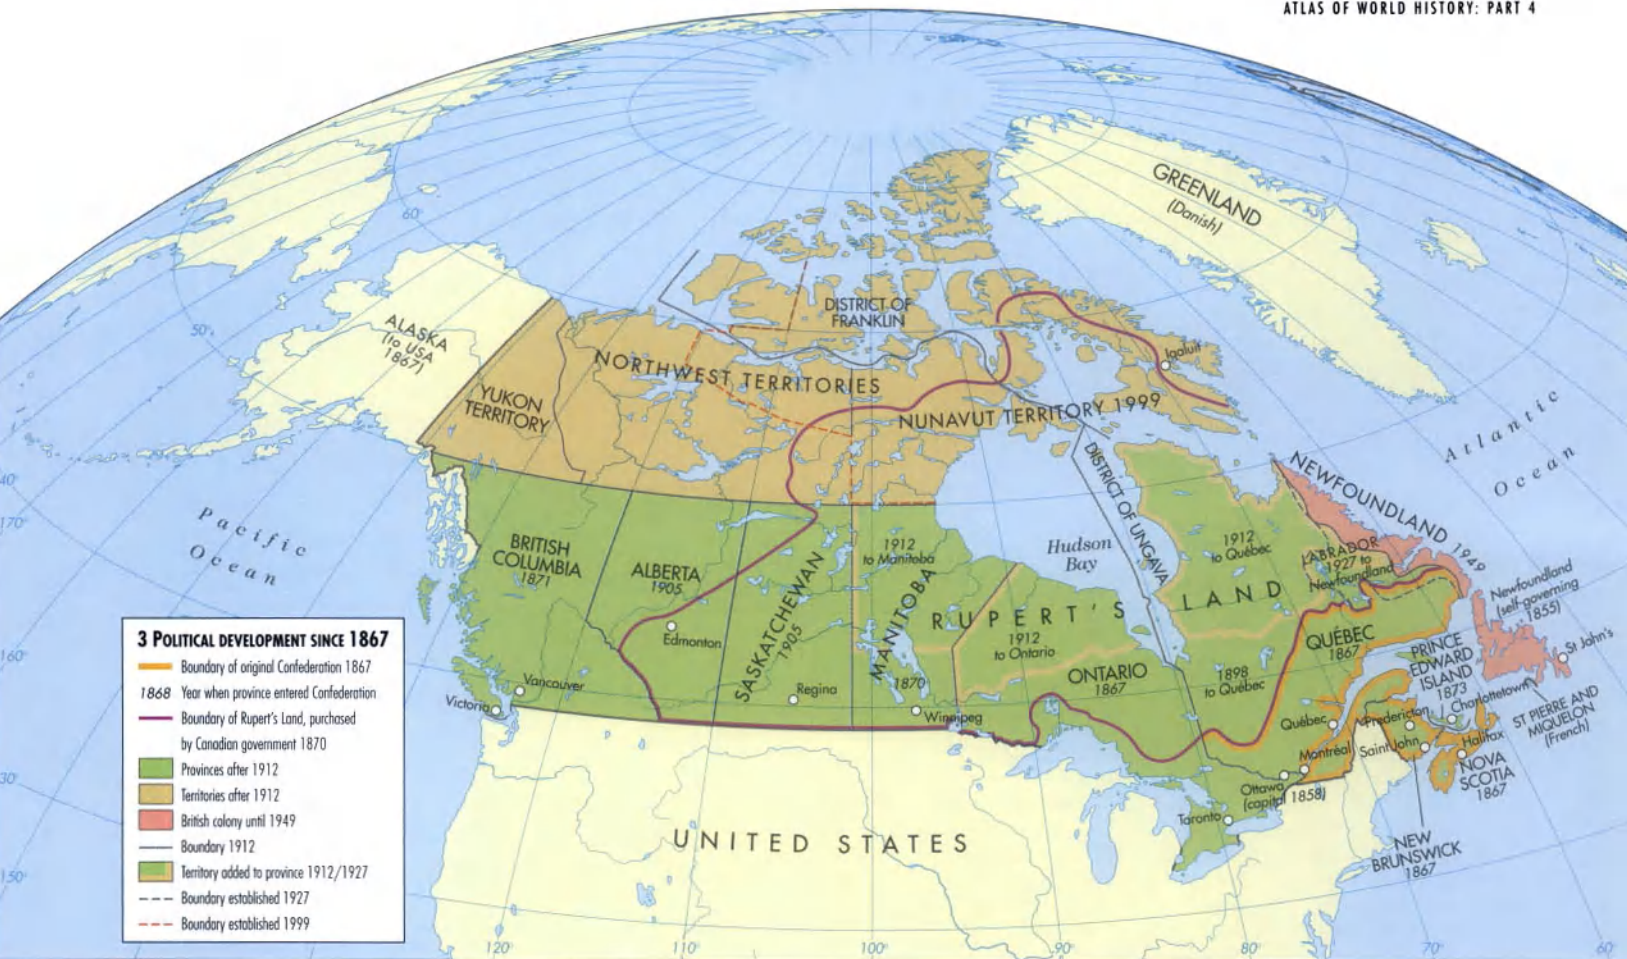 ATLAS OF WORLD HISTORY: PART 4
GREENLAND
(Danish)
60°
50°
40°
170°
160°
30°
150°
ALASKA
(to USA
1867)
YUKON
TERRITORY
NORTHWEST TERRITORIES
DISTRICT OF
FRANKLIN
NUNAVUT TERRITORY 1999
Iqaluit
Atlantic
Ocean
Pacific
Ocean
BRITISH
COLUMBIA
1871
ALBERTA
1905
Edmonton
SASKATCHEWAN
1905
Regina
1912
to Manitoba
MANITOBA
1870
Winnipeg
Vancouver
Victoria
RUPERT'S LAND
1912
to Ontario
ONTARIO
1867
Hudson
Bay
DISTRICT OF UNGAVA
1912
to Québec
1898
to Québec
QUÉBEC
1867
NEWFOUNDLAND 1949
LABRADOR
1927 to
Newfoundland
Newfoundland
(self-governing
1855)
St John's
PRINCE
EDWARD
ISLAND
1873
Charlottetown
ST PIERRE AND
MIQUELON
(French)
Québec
Fredericton
Montréal
Saint John
Halifax
NOVA
SCOTIA
1867
Ottawa
(capital 1858)
Toronto
NEW
BRUNSWICK
1867
UNITED STATES
120°
110°
100°
90°
80°
70°
60°
3 POLITICAL DEVELOPMENT SINCE 1867
Boundary of original Confederation 1867
1868 Year when province entered Confederation
Boundary of Rupert's Land, purchased
by Canadian government 1870
Provinces after 1912
Territories after 1912
British colony until 1949
Boundary 1912
Territory added to province 1912/1927
Boundary established 1927
Boundary established 1999